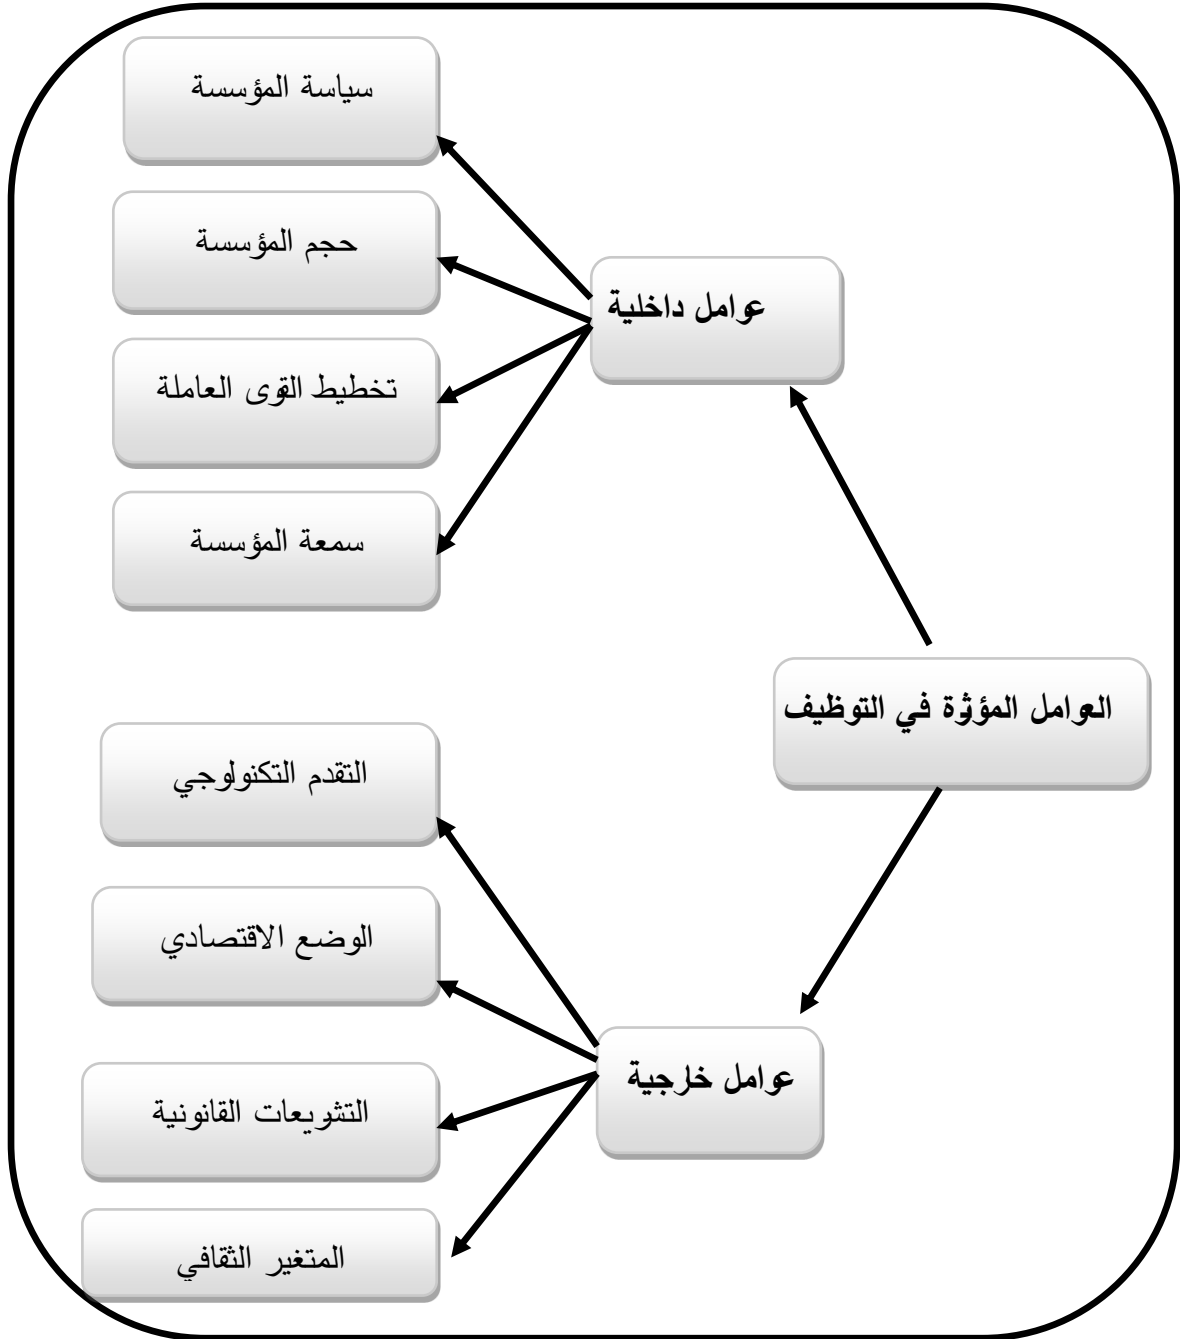 العوامل المؤثرة في التوظيف
عوامل داخلية
سياسة المؤسسة
حجم المؤسسة
تخطيط القوى العاملة
سمعة المؤسسة
عوامل خارجية
التقدم التكنولوجي
الوضع الاقتصادي
التشريعات القانونية
المتغير الثقافي